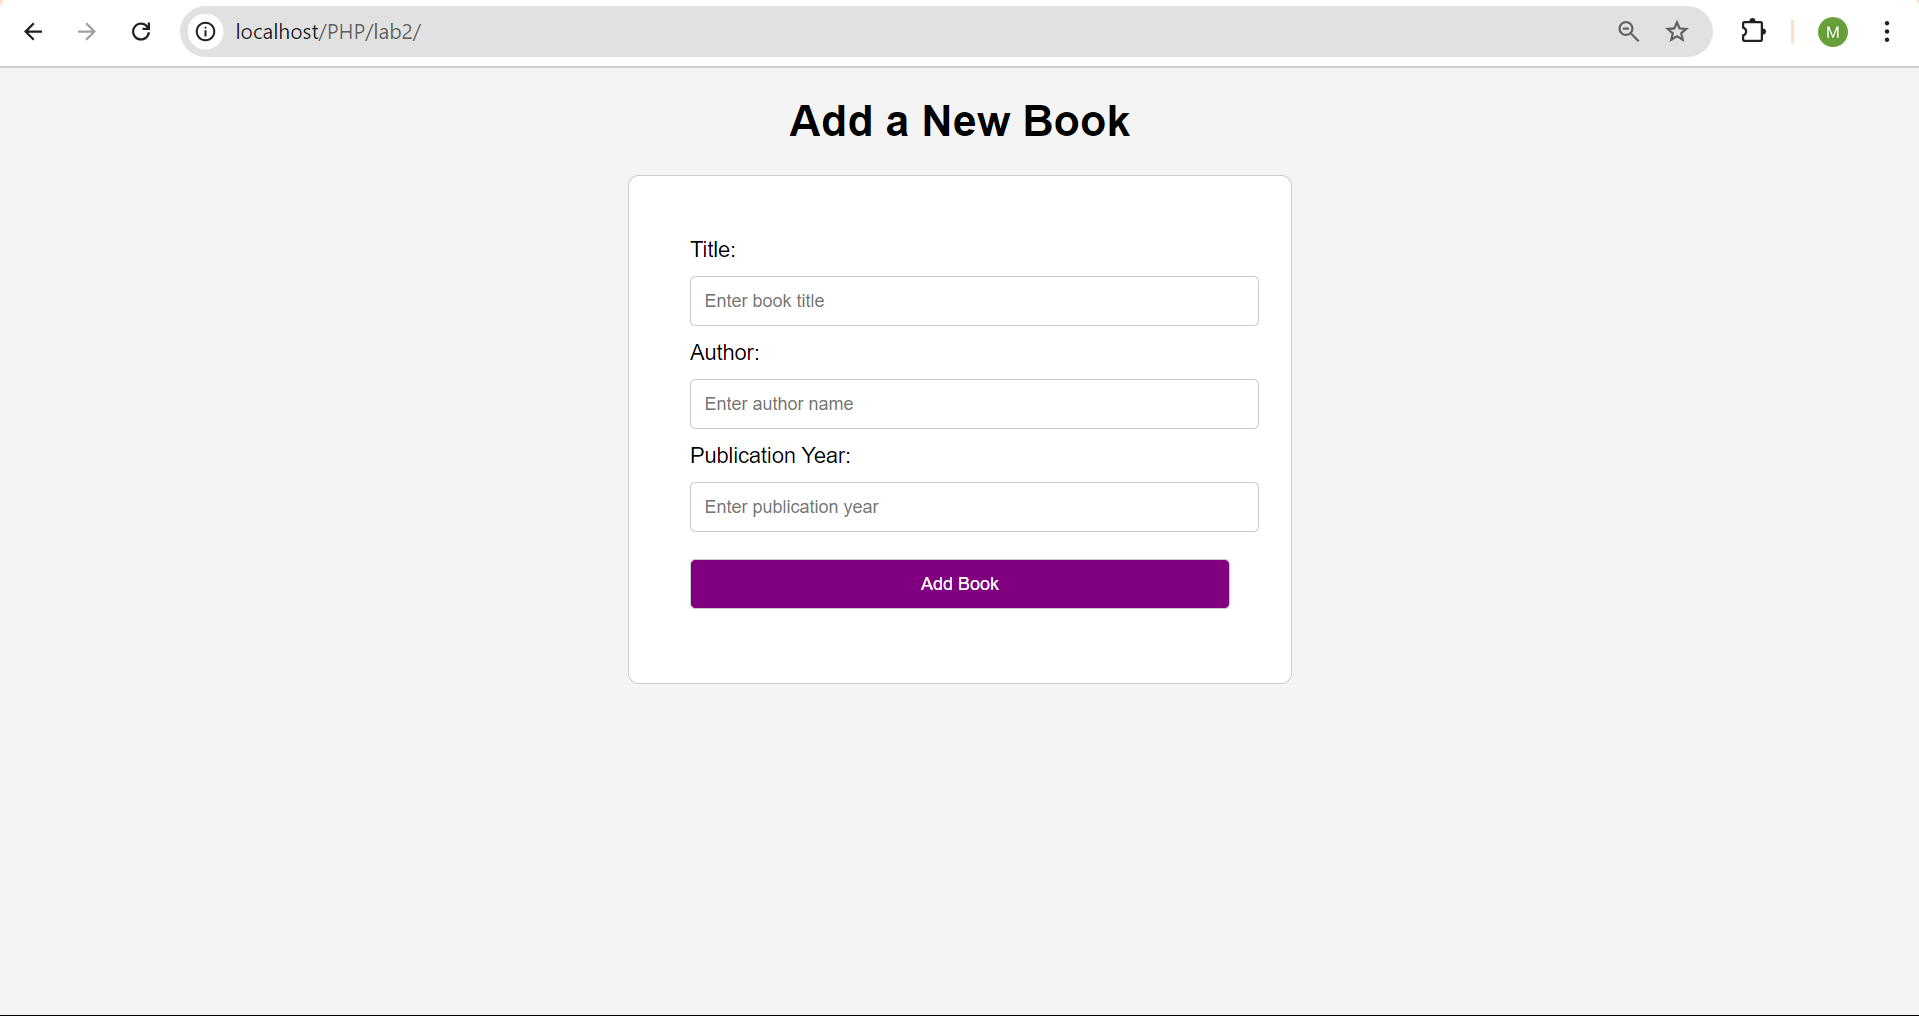 localhost/PHP/lab2/
M
Add a New Book
Title:
Enter book title
Author:
Enter author name
Publication Year:
Enter publication year
Add Book